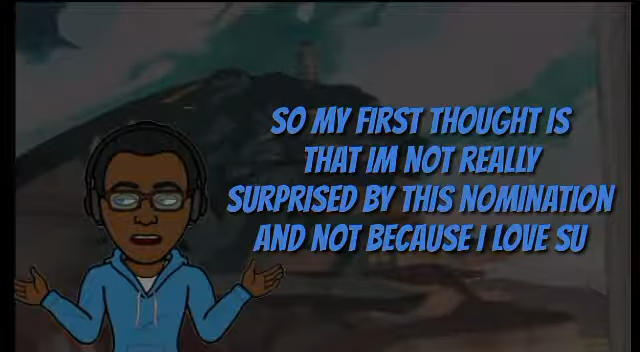 SO MY FIRST THOUGHT IS
THAT IM NOT REALLY
SURPRISED BY THIS NOMINATION
AND NOT BECAUSE I LOVE SU